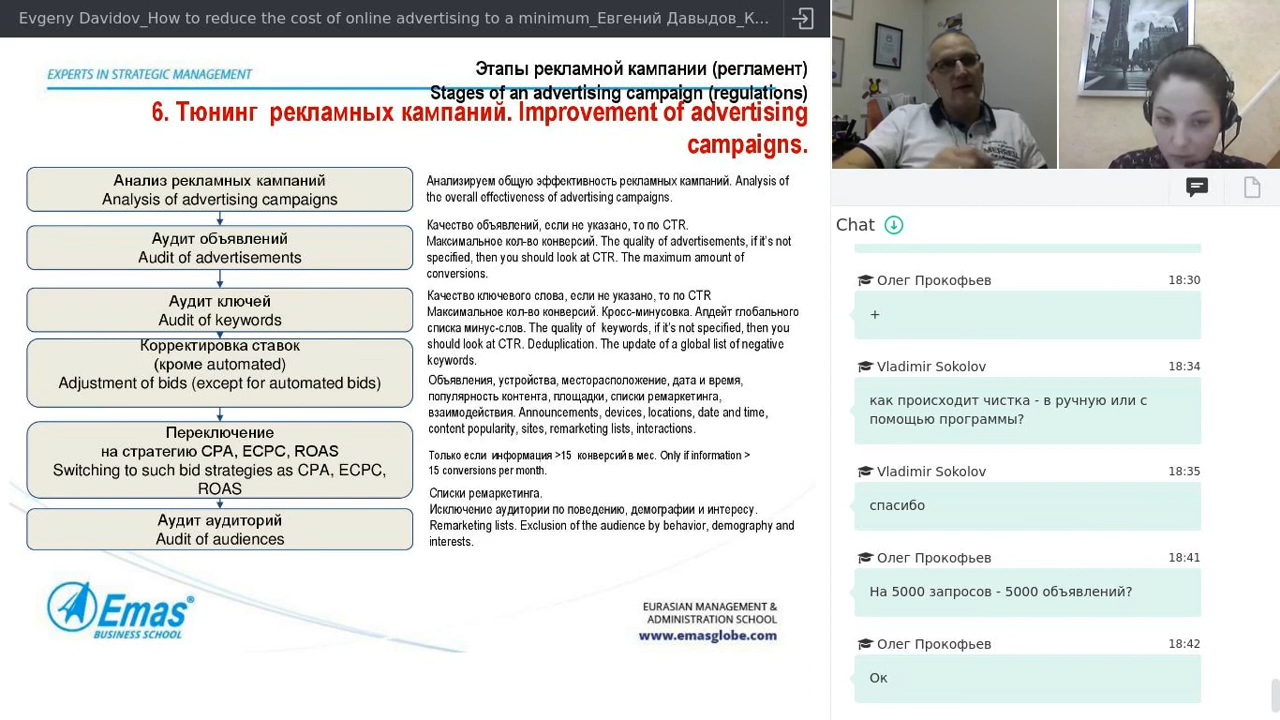 Evgeny Davidov_How to reduce the cost of online advertising to a minimum_Евгений Давыдов_К...
EXPERTS IN STRATEGIC MANAGEMENT
Этапы рекламной кампании (регламент)
Stages of an advertising campaign (regulations)
6. Тюнинг рекламных кампаний. Improvement of advertising
campaigns.
Анализ рекламных кампаний
Analysis of advertising campaigns
Анализируем общую эффективность рекламных кампаний. Analysis of
the overall effectiveness of advertising campaigns.
Аудит объявлений
Audit of advertisements
Качество объявлений, если не указано, то по CTR.
Максимальное кол-во конверсий. The quality of advertisements, if it's not
specified, then you should look at CTR. The maximum amount of
conversions.
Аудит ключей
Audit of keywords
Качество ключевого слова, если не указано, то по CTR
Максимальное кол-во конверсий. Кросс-минусовка. Апдейт глобального
списка минус-слов. The quality of keywords, if it's not specified, then you
should look at CTR. Deduplication. The update of a global list of negative
keywords.
Корректировка ставок
(кроме automated)
Adjustment of bids (except for automated bids)
Объявления, устройства, месторасположение, дата и время,
популярность контента, площадки, списки ремаркетинга,
взаимодействия. Announcements, devices, locations, date and time,
content popularity, sites, remarketing lists, interactions.
Переключение
на стратегию CPA, ECPC, ROAS
Switching to such bid strategies as CPA, ECPC,
ROAS
Только если информация >15 конверсий в мес. Only if information >
15 conversions per month.
Аудит аудиторий
Audit of audiences
Списки ремаркетинга.
Исключение аудитории по поведению, демографии и интересу.
Remarketing lists. Exclusion of the audience by behavior, demography and
interests.
Emas
BUSINESS SCHOOL
EURASIAN MANAGEMENT &
ADMINISTRATION SCHOOL
www.emasglobe.com
Chat
Олег Прокофьев 18:30
+
Vladimir Sokolov 18:34
как происходит чистка - в ручную или с
помощью программы?
Vladimir Sokolov 18:35
спасибо
Олег Прокофьев 18:41
На 5000 запросов - 5000 объявлений?
Олег Прокофьев 18:42
Ок